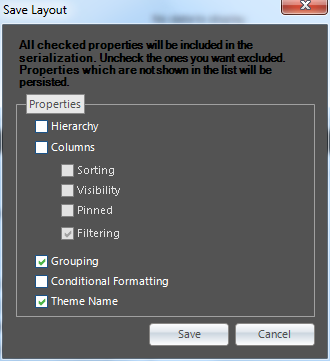 Save Layout
All checked properties will be included in the
serialization. Uncheck the ones you want excluded.
Properties which are not shown in the list will be
persisted.
Properties
Hierarchy
Columns
Sorting
Visibility
Pinned
Filtering
Grouping
Conditional Formatting
Theme Name
Save
Cancel